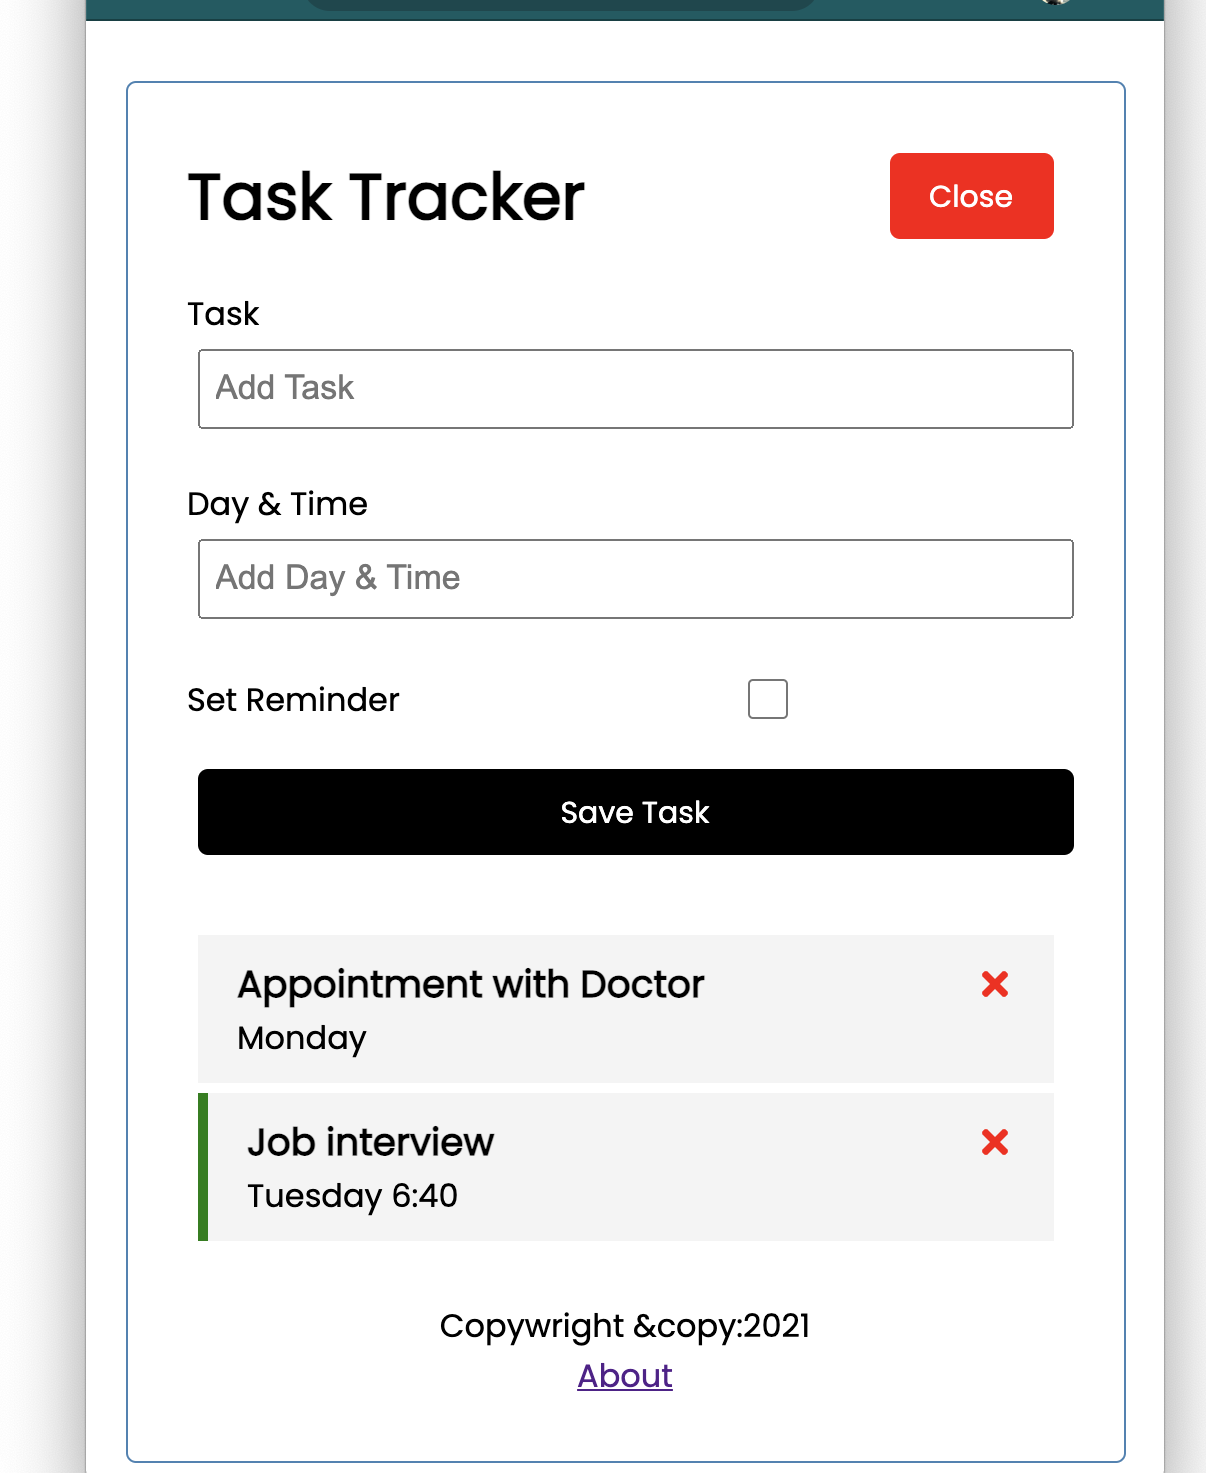 Task Tracker
Close
Task
Add Task
Day & Time
Add Day & Time
Set Reminder
Save Task
Appointment with Doctor
Monday
Job interview
Tuesday 6:40
Copywright &copy:2021
About